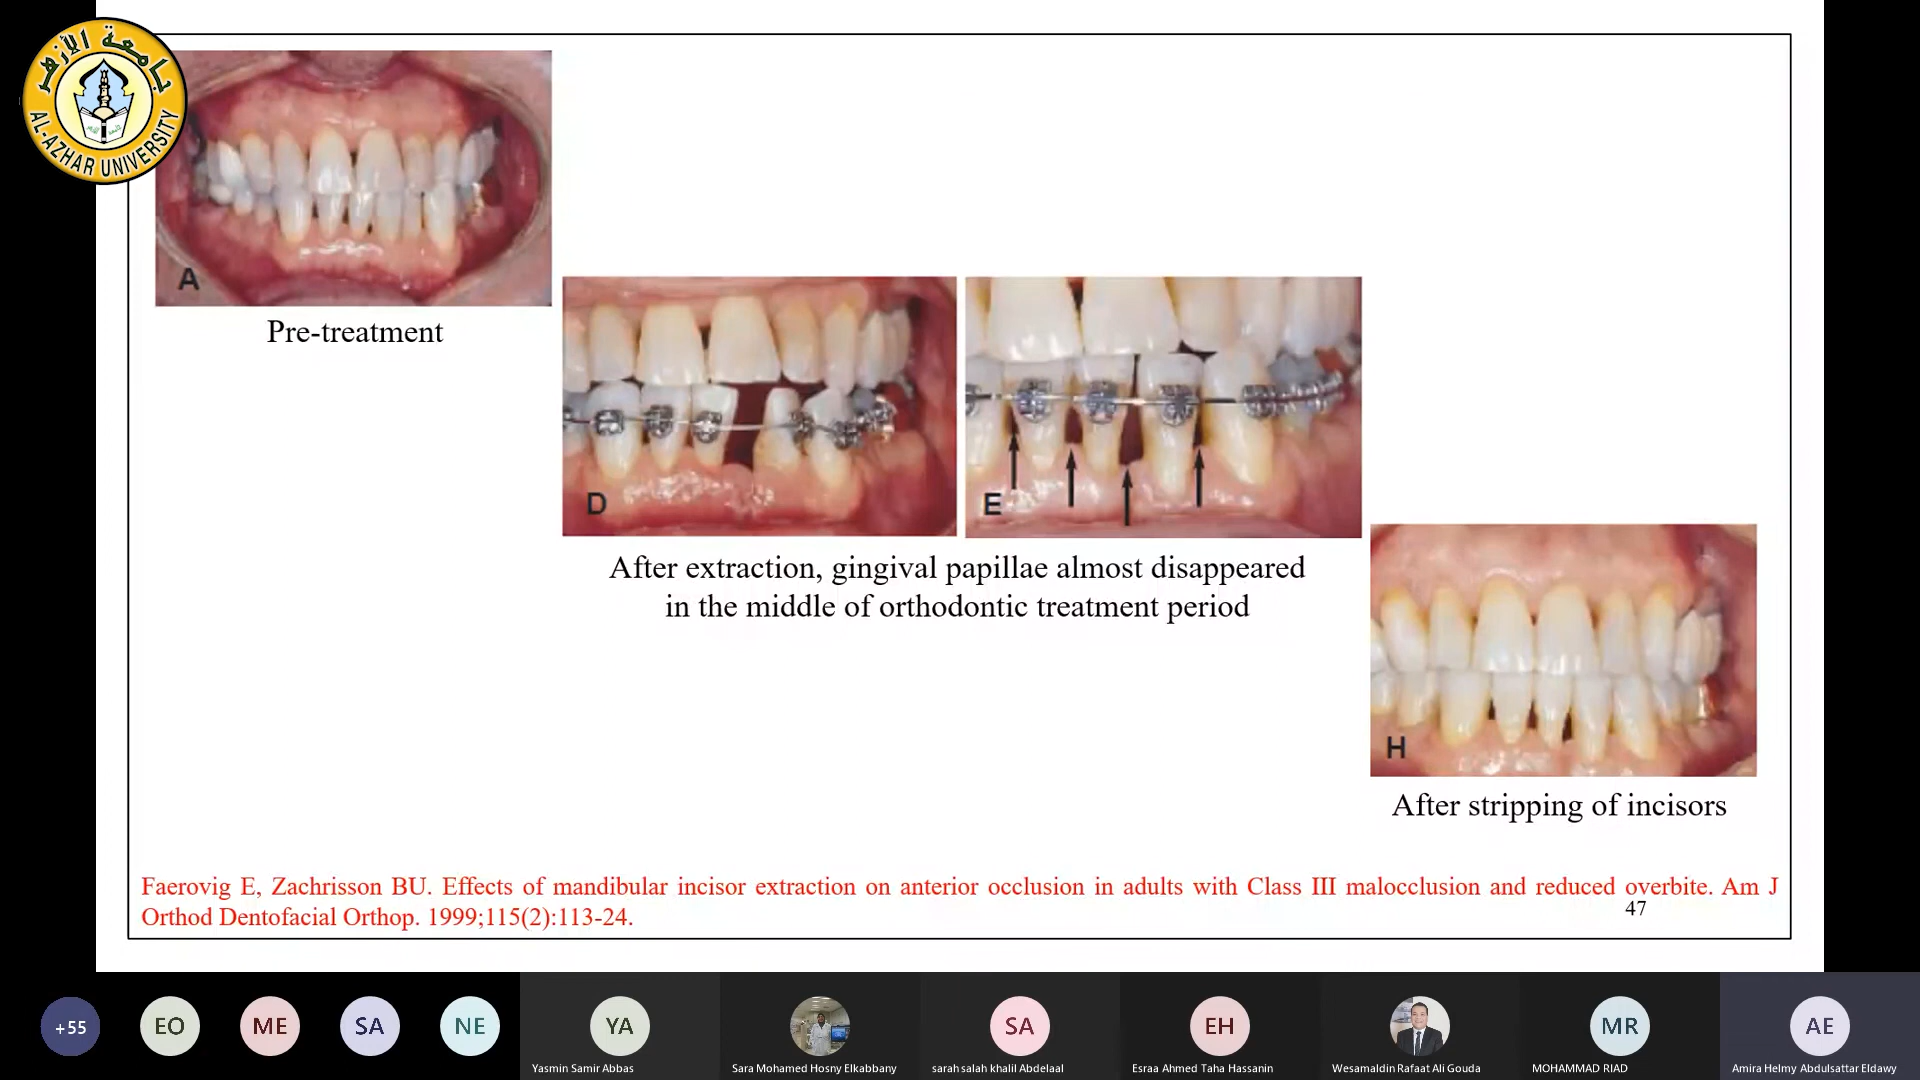 جامعة الأزهر
AL-AZHAR UNIVERSITY
A
Pre-treatment
D
E
After extraction, gingival papillae almost disappeared
in the middle of orthodontic treatment period
H
After stripping of incisors
Faerovig E, Zachrisson BU. Effects of mandibular incisor extraction on anterior occlusion in adults with Class III malocclusion and reduced overbite. Am J
Orthod Dentofacial Orthop. 1999;115(2):113-24.
47
+55
EO
ME
SA
NE
YA
SA
EH
MR
AE
Yasmin Samir Abbas
Sara Mohamed Hosny Elkabbany
sarah salah khalil Abdelaal
Esraa Ahmed Taha Hassanin
Wesamaldin Rafaat Ali Gouda
MOHAMMAD RIAD
Amira Helmy Abdulsattar Eldawy